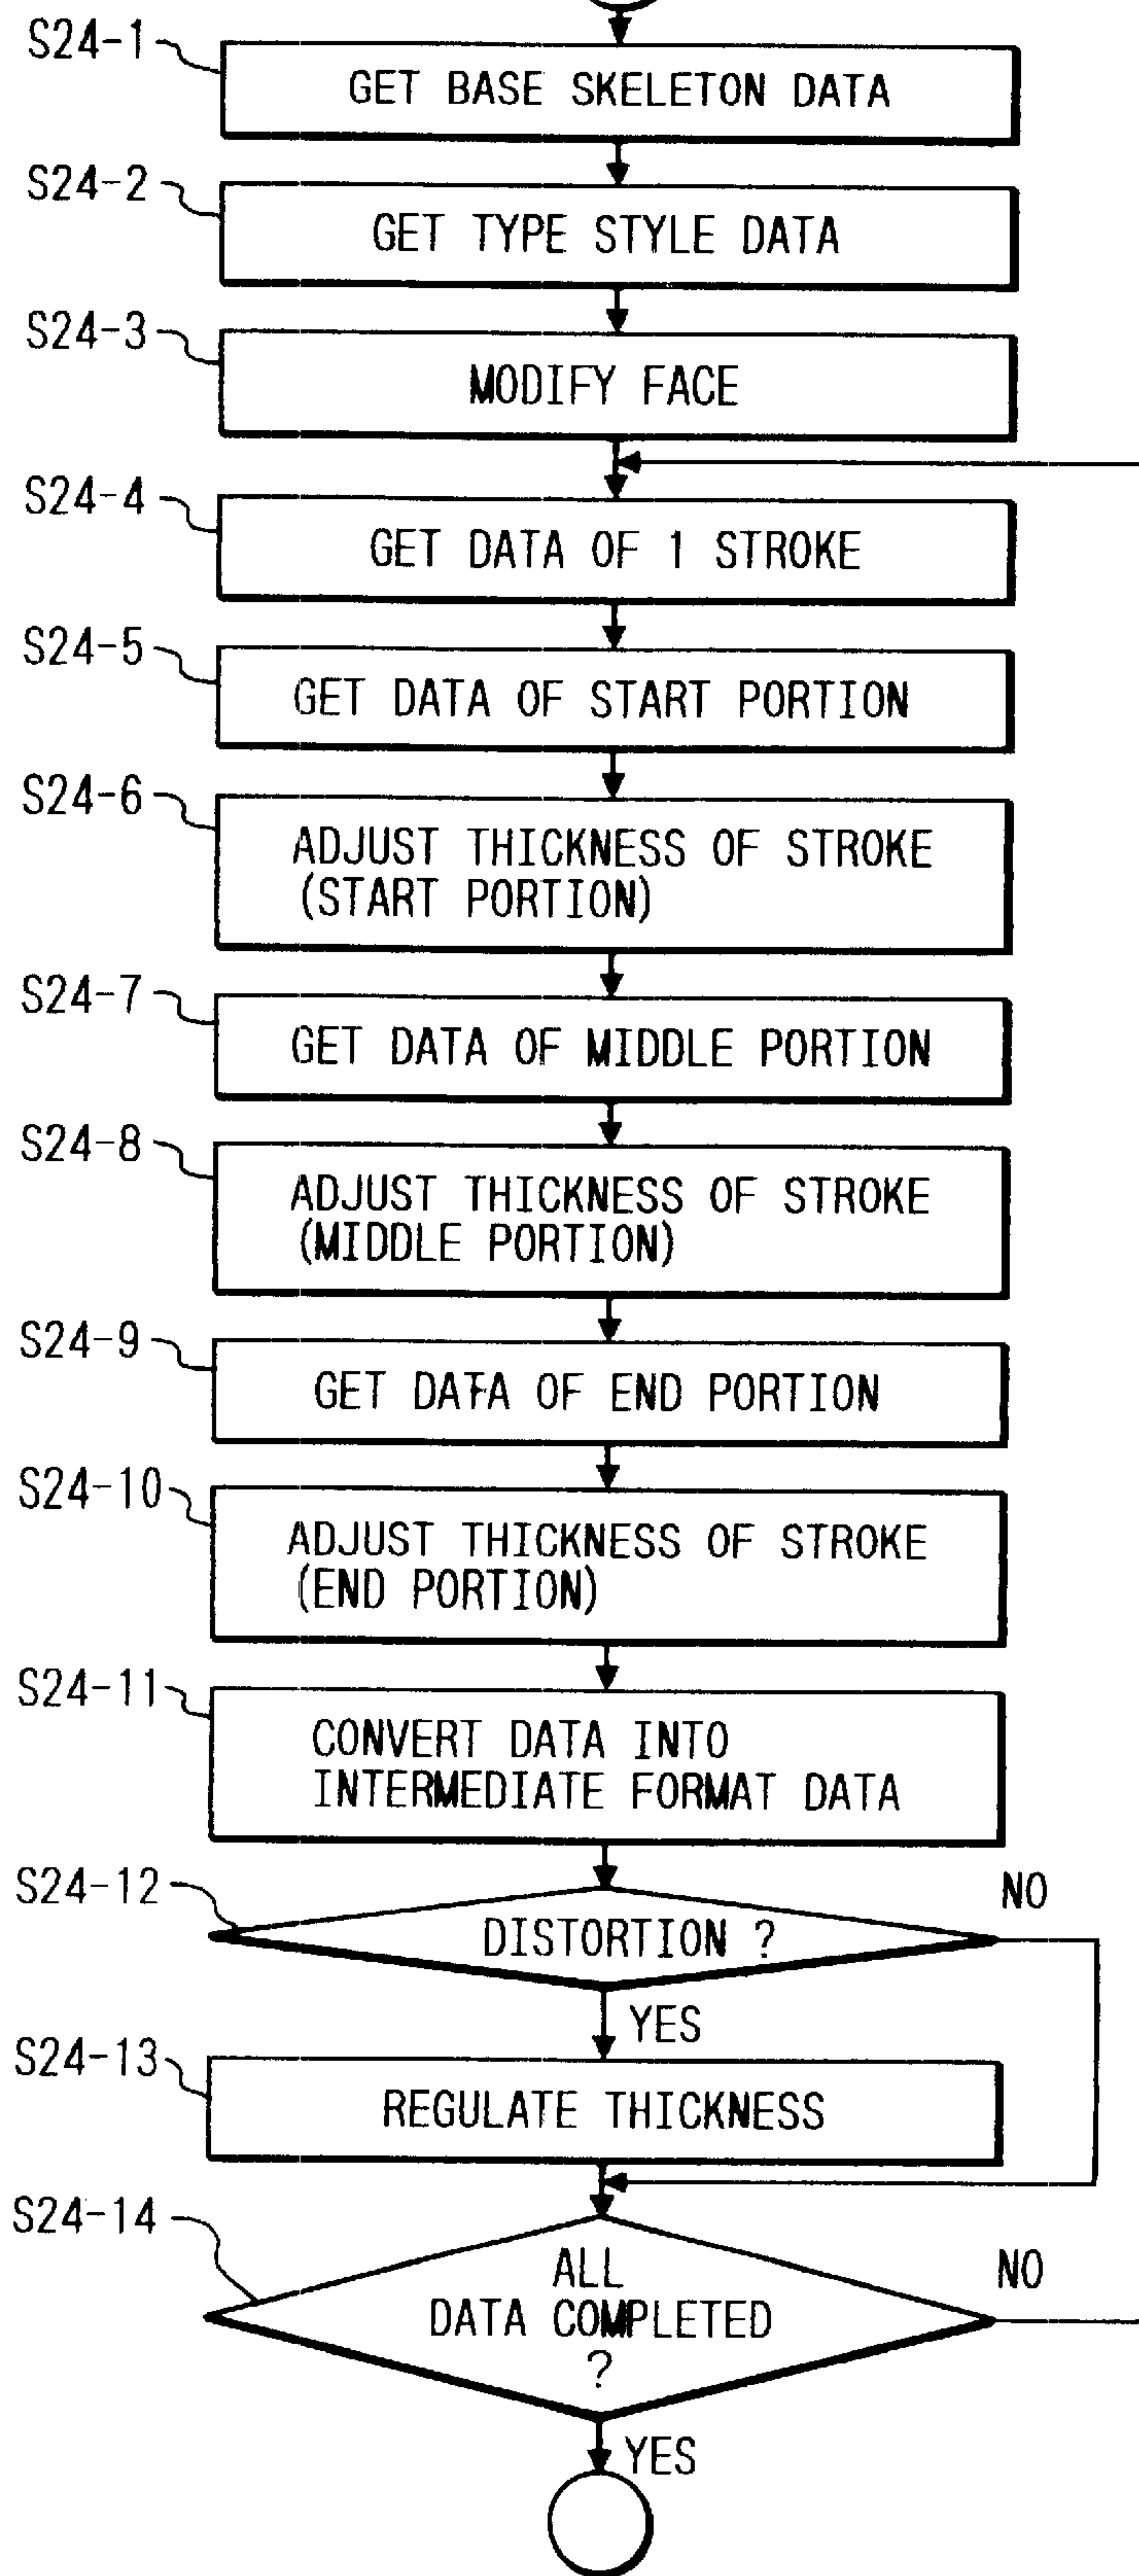 S24-1
GET BASE SKELETON DATA
S24-2
GET TYPE STYLE DATA
S24-3
MODIFY FACE
S24-4
GET DATA OF 1 STROKE
S24-5
GET DATA OF START PORTION
S24-6
ADJUST THICKNESS OF STROKE
(START PORTION)
S24-7
GET DATA OF MIDDLE PORTION
S24-8
ADJUST THICKNESS OF STROKE
(MIDDLE PORTION)
S24-9
GET DATA OF END PORTION
S24-10
ADJUST THICKNESS OF STROKE
(END PORTION)
S24-11
CONVERT DATA INTO
INTERMEDIATE FORMAT DATA
S24-12
NO
DISTORTION ?
YES
S24-13
REGULATE THICKNESS
S24-14
ALL
NO
DATA COMPLETED
?
YES